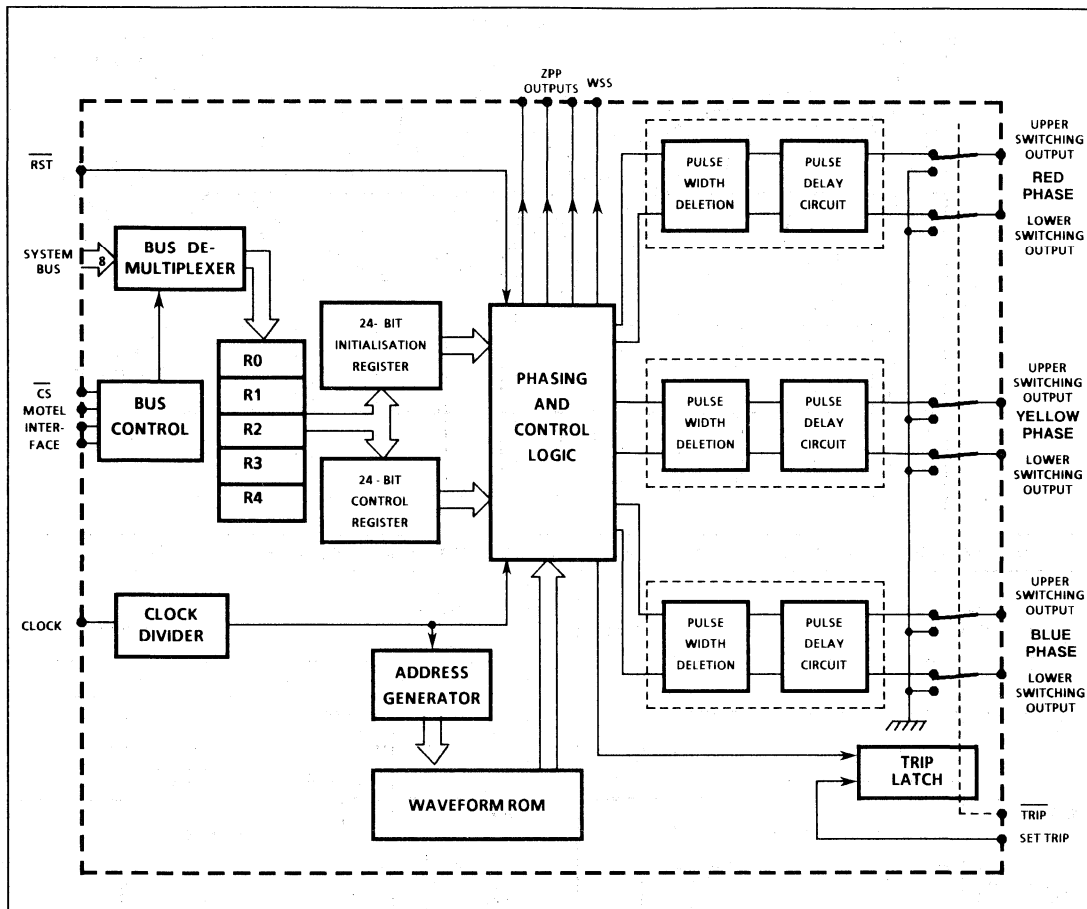 ZPP
OUTPUTS
WSS
RST
SYSTEM
BUS
8
BUS DE-
MULTIPLEXER
CS
MOTEL
INTER-
FACE
BUS
CONTROL
R0
R1
R2
R3
R4
24- BIT
INITIALISATION
REGISTER
24 - BIT
CONTROL
REGISTER
PHASING
AND
CONTROL
LOGIC
PULSE
WIDTH
DELETION
PULSE
DELAY
CIRCUIT
UPPER
SWITCHING
OUTPUT
RED
PHASE
LOWER
SWITCHING
OUTPUT
PULSE
WIDTH
DELETION
PULSE
DELAY
CIRCUIT
UPPER
SWITCHING
OUTPUT
YELLOW
PHASE
LOWER
SWITCHING
OUTPUT
PULSE
WIDTH
DELETION
PULSE
DELAY
CIRCUIT
UPPER
SWITCHING
OUTPUT
BLUE
PHASE
LOWER
SWITCHING
OUTPUT
CLOCK
CLOCK
DIVIDER
ADDRESS
GENERATOR
WAVEFORM ROM
TRIP
LATCH
TRIP
SET TRIP